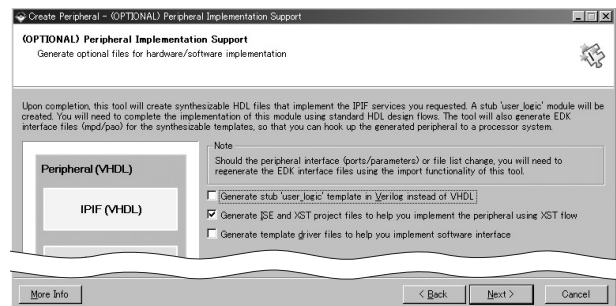 Create Peripheral - (OPTIONAL) Peripheral Implementation Support
(OPTIONAL) Peripheral Implementation Support
Generate optional files for hardware/software implementation
Upon completion, this tool will create synthesizable HDL files that implement the IPIF services you requested. A stub 'user_logic' module will be
created. You will need to complete the implementation of this module using standard HDL design flows. The tool will also generate EDK
interface files (mpd/pao) for the synthesizable templates, so that you can hook up the generated peripheral to a processor system.
Peripheral (VHDL)
IPIF (VHDL)
Note
Should the peripheral interface (ports/parameters) or file list change, you will need to
regenerate the EDK interface files using the import functionality of this tool.
Generate stub 'user_logic' template in Verilog instead of VHDL
Generate ISE and XST project files to help you implement the peripheral using XST flow
Generate template driver files to help you implement software interface
More Info
< Back
Next >
Cancel